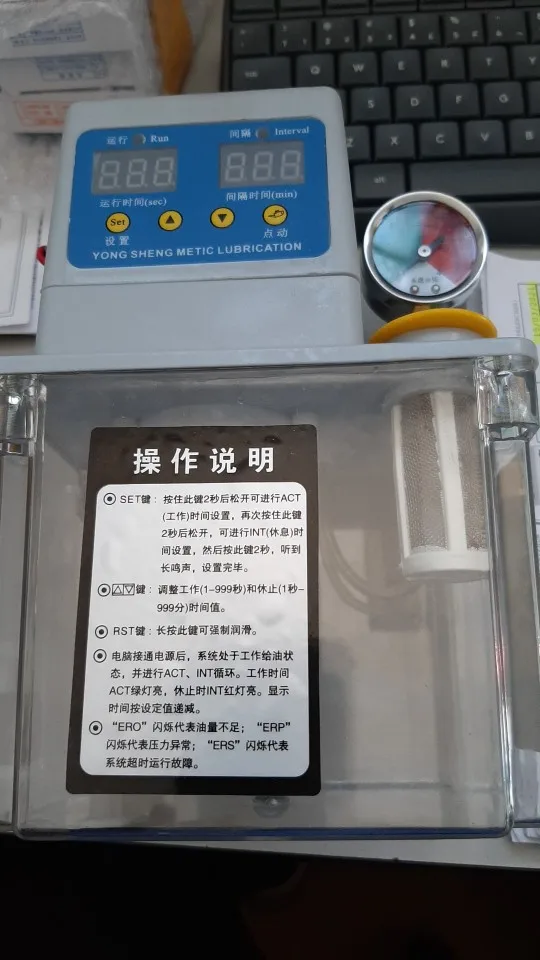 运行 Run 间隔 Interval
运行时间(sec) 间隔时间(min)
Set
设置 点动
YONG SHENG METIC LUBRICATION
操作说明
SET键：按住此键2秒后松开可进行ACT
(工作)时间设置，再次按住此键
2秒后松开，可进行INT(休息)时
间设置，然后按此键2秒，听到
长鸣声，设置完毕。
△▽键：调整工作(1-999秒)和休止(1秒-
999分)时间值。
RST键：长按此键可强制润滑。
电脑接通电源后，系统处于工作给油状
态，并进行ACT、INT循环。工作时间
ACT绿灯亮，休止时INT红灯亮。显示
时间按设定值递减。
“ERO”闪烁代表油量不足；“ERP”
闪烁代表压力异常；“ERS”闪烁代表
系统超时运行故障。
Q W E R T
S D F G
Z X C V B
alt